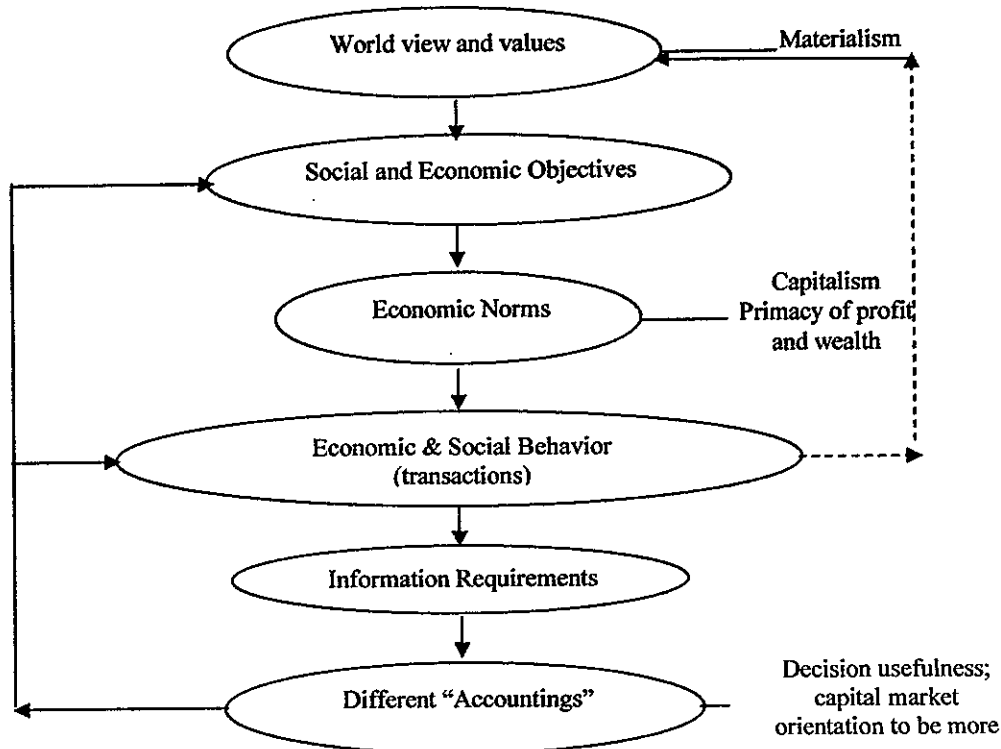 World view and values
Materialism
Social and Economic Objectives
Economic Norms
Capitalism
Primacy of profit
and wealth
Economic & Social Behavior
(transactions)
Information Requirements
Different “Accountings”
Decision usefulness;
capital market
orientation to be more